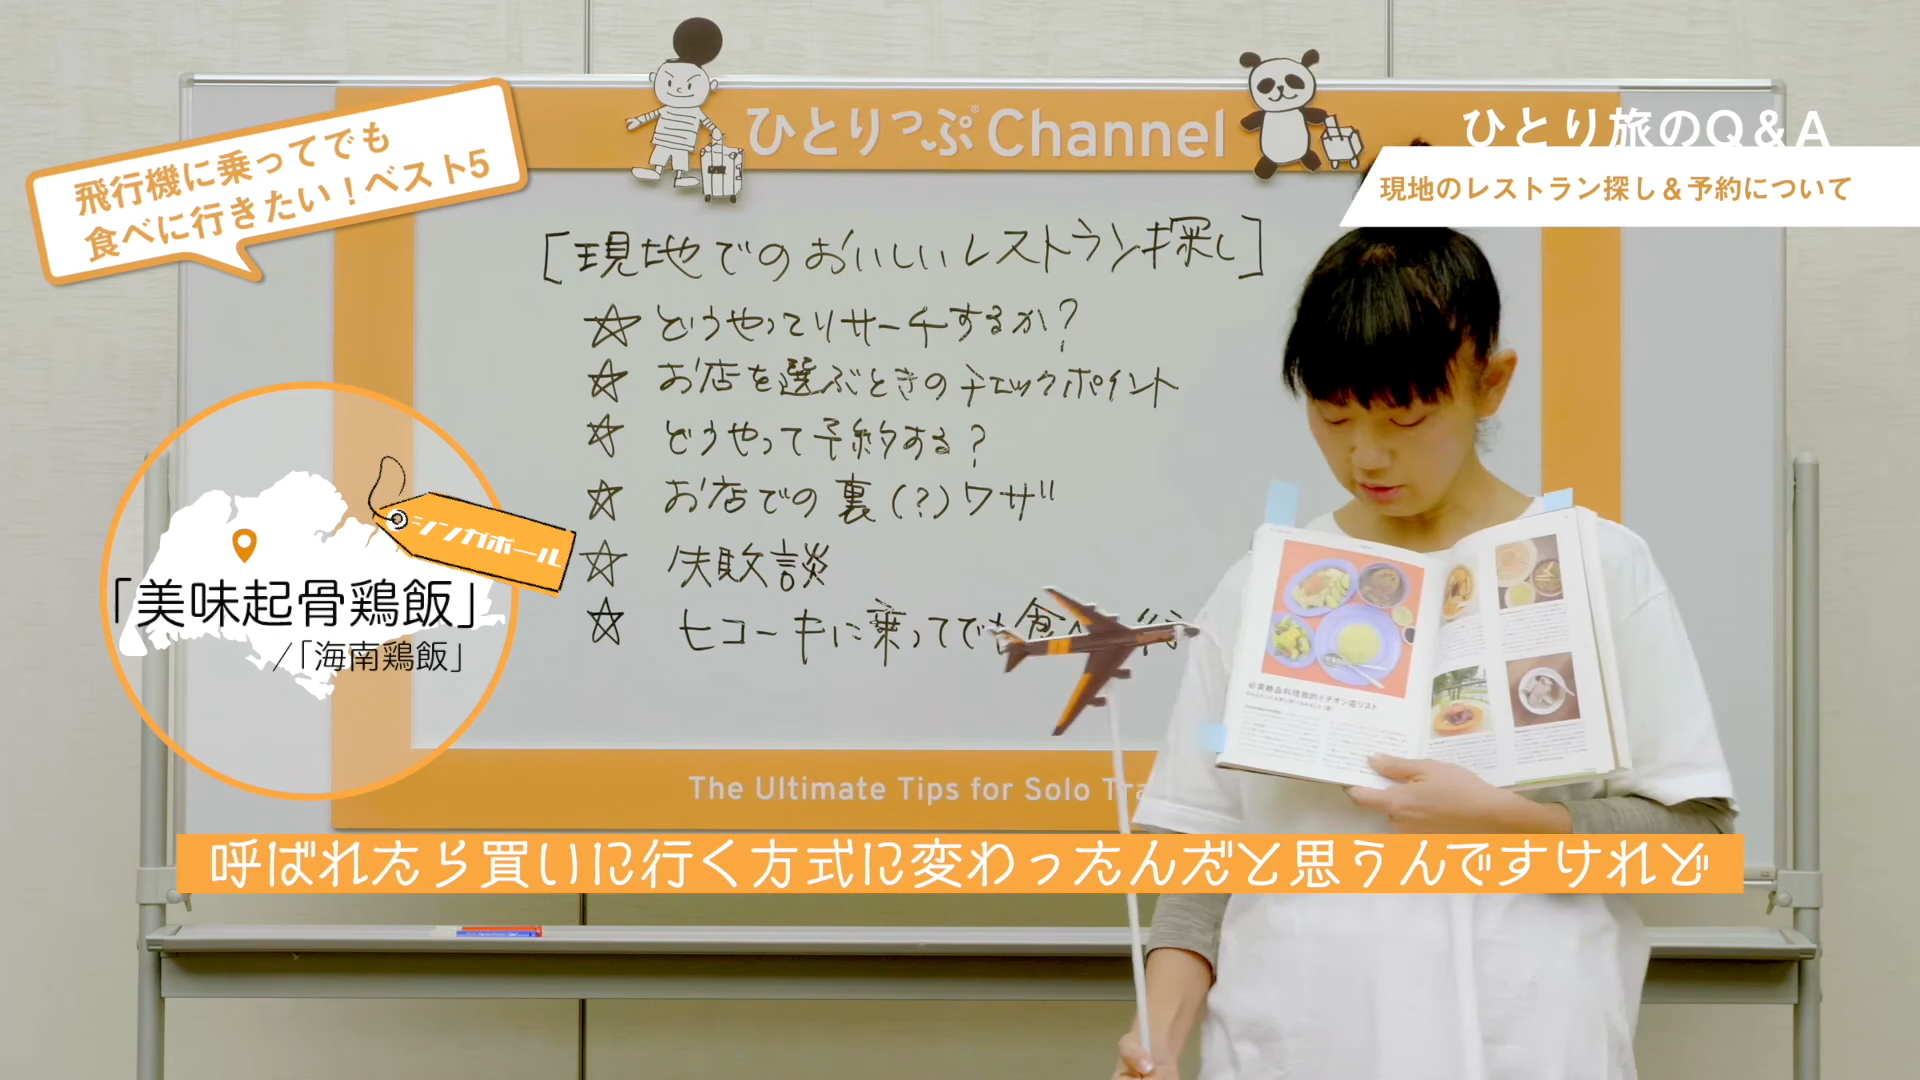 ひとりっぷ® Channel
ひとり旅のQ&A
現地のレストラン探し&予約について
飛行機に乗ってでも
食べに行きたい!ベスト5
[現地でのおいしいレストラン探し]
☆ どうやってリサーチするか?
☆ お店を選ぶときのチェックポイント
☆ どうやって予約する?
☆ お店での裏(?)ワザ
☆ 失敗談
☆ ヒコーキに乗ってでも食べ
シンガポール
「美味起骨鶏飯」
/「海南鶏飯」
The Ultimate Tips for Solo Tra
呼ばれたら買いに行く方式に変わったんだと思うんですけれど